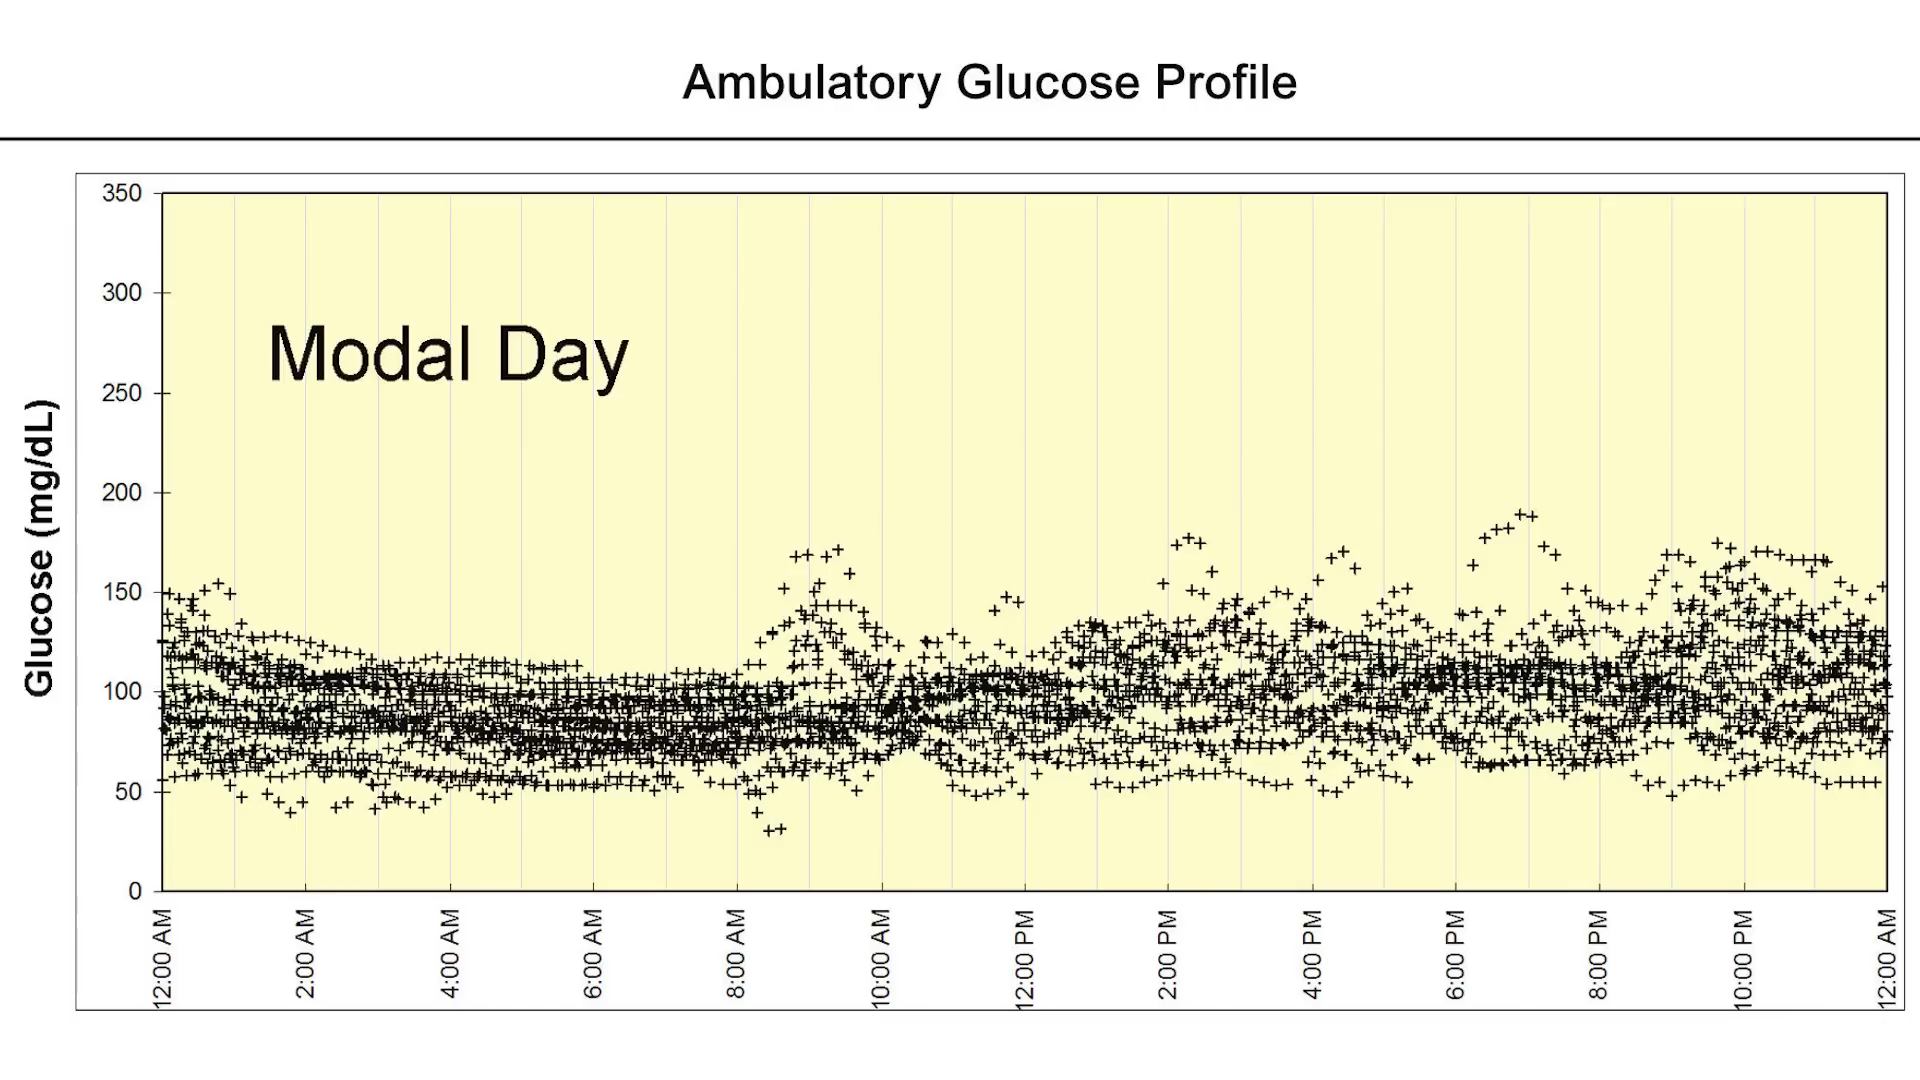 Ambulatory Glucose Profile
350
300
250
200
150
100
50
0
Modal Day
Glucose (mg/dL)
12:00 AM
2:00 AM
4:00 AM
6:00 AM
8:00 AM
10:00 AM
12:00 PM
2:00 PM
4:00 PM
6:00 PM
8:00 PM
10:00 PM
12:00 AM